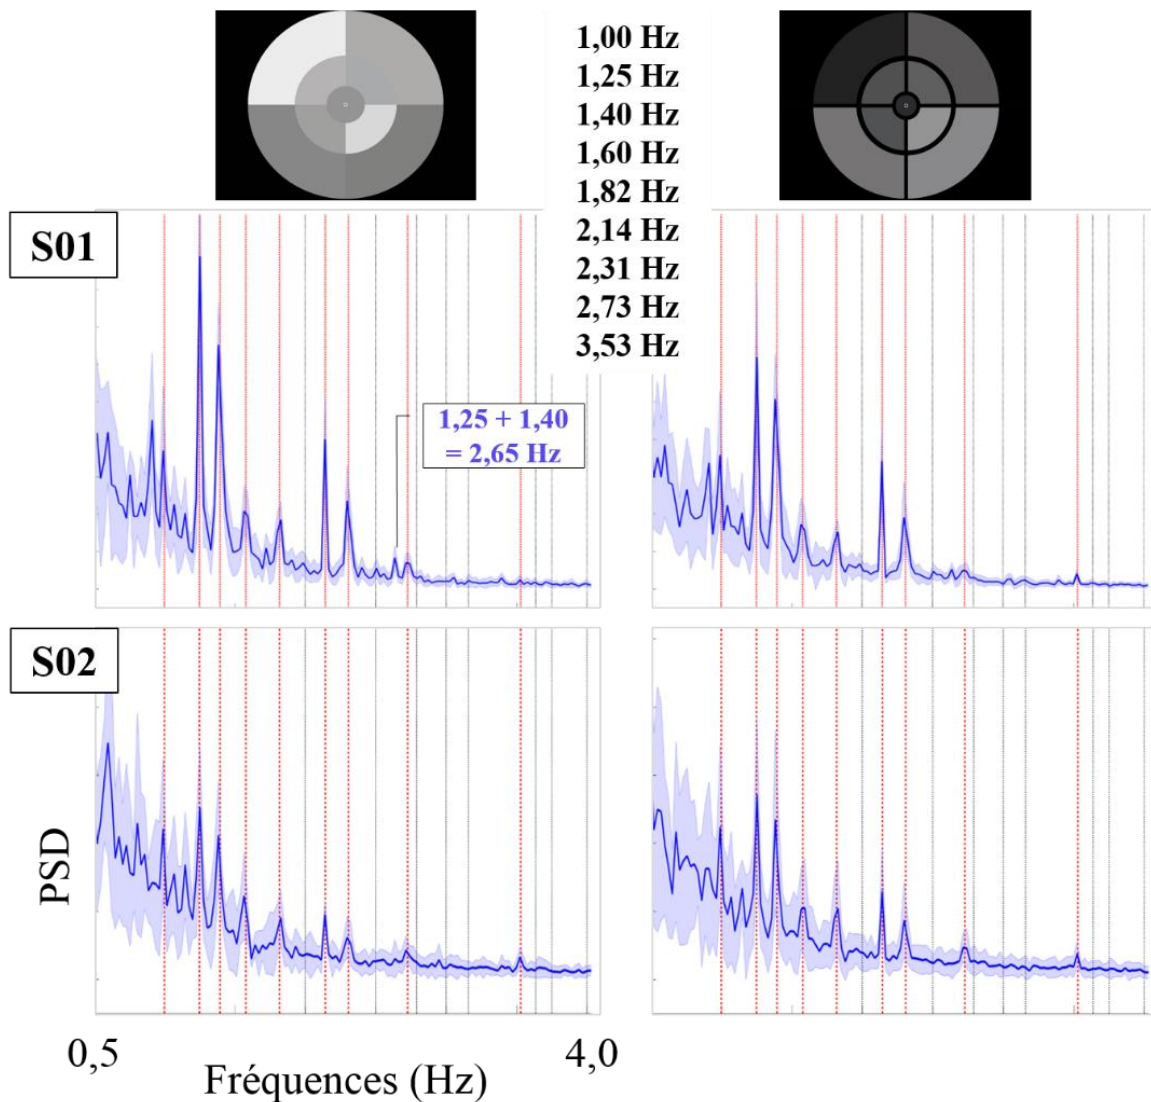 1,00 Hz
1,25 Hz
1,40 Hz
1,60 Hz
1,82 Hz
2,14 Hz
2,31 Hz
2,73 Hz
3,53 Hz
S01
1,25 + 1,40
= 2,65 Hz
S02
PSD
0,5
4,0
Fréquences (Hz)